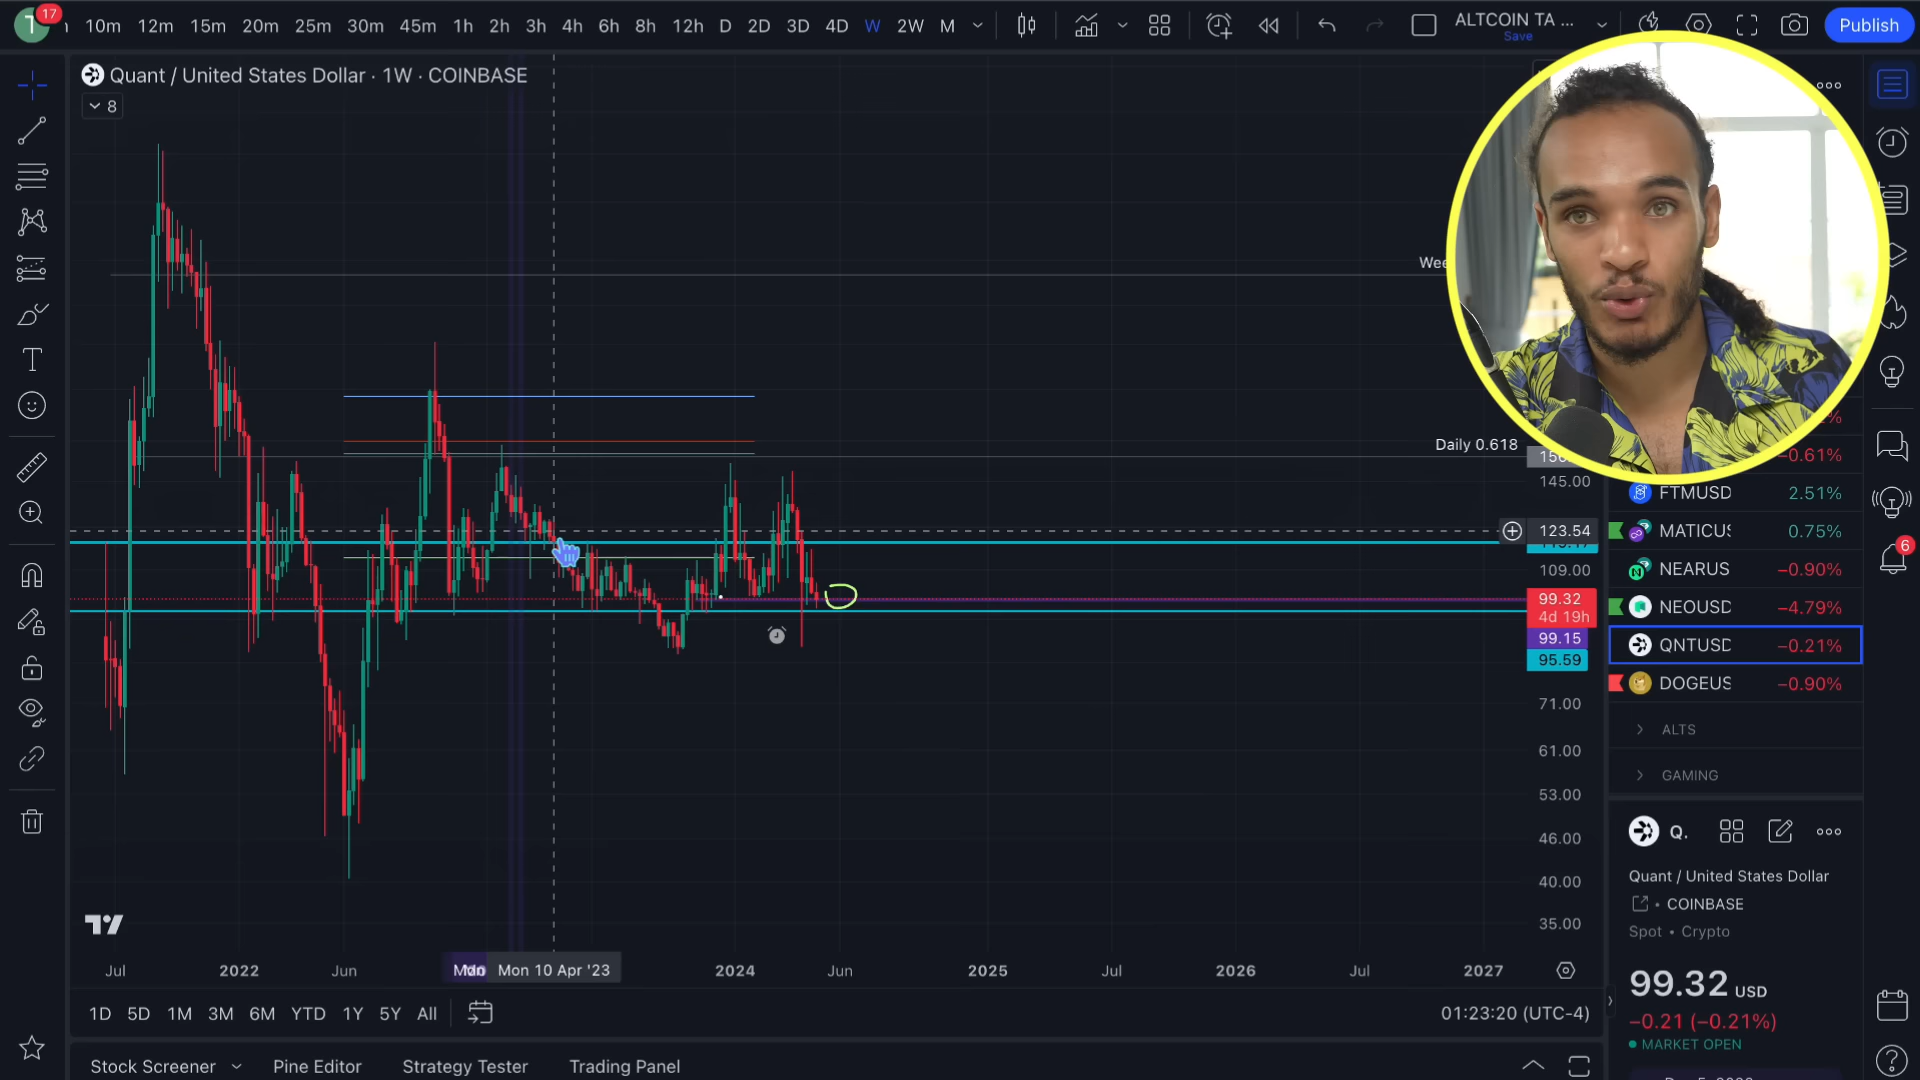 T
17
10m 12m 15m 20m 25m 30m 45m 1h 2h 3h 4h 6h 8h 12h D 2D 3D 4D W 2W M
ALTCOIN TA ...
Save
Publish
Quant / United States Dollar · 1W · COINBASE
8
Wee
Daily 0.618
145.00
123.54
109.00
99.32
4d 19h
99.15
95.59
71.00
61.00
53.00
46.00
40.00
35.00
Jul 2022 Jun Mon 10 Apr '23 2024 Jun 2025 Jul 2026 Jul 2027
1D 5D 1M 3M 6M YTD 1Y 5Y All
01:23:20 (UTC-4)
Stock Screener Pine Editor Strategy Tester Trading Panel
−0.61%
FTMUSD 2.51%
MATICUS 0.75%
NEARUS −0.90%
NEOUSD −4.79%
QNTUSD −0.21%
DOGEUS −0.90%
ALTS
GAMING
6
Q.
Quant / United States Dollar
COINBASE
Spot • Crypto
99.32 USD
−0.21 (−0.21%)
MARKET OPEN